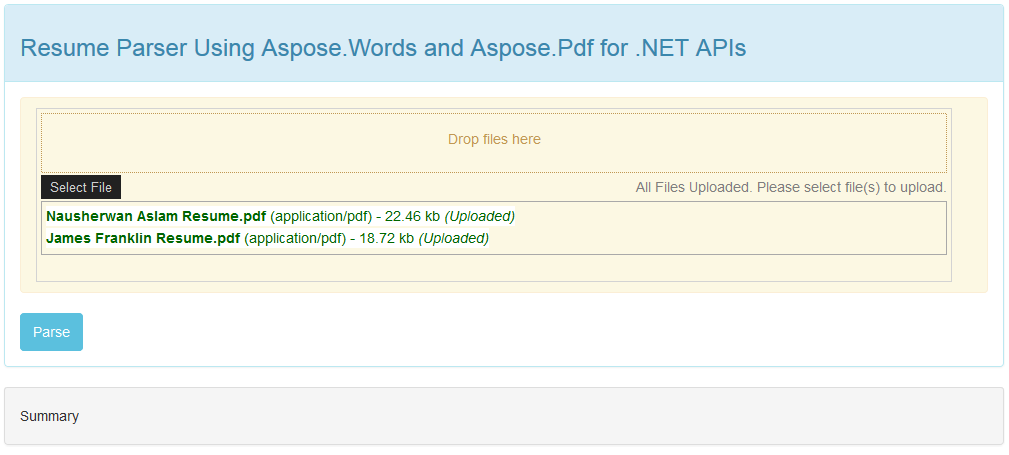 Resume Parser Using Aspose.Words and Aspose.Pdf for .NET APIs
Drop files here
Select File All Files Uploaded. Please select file(s) to upload.
Nausherwan Aslam Resume.pdf (application/pdf) - 22.46 kb (Uploaded)
James Franklin Resume.pdf (application/pdf) - 18.72 kb (Uploaded)
Parse
Summary